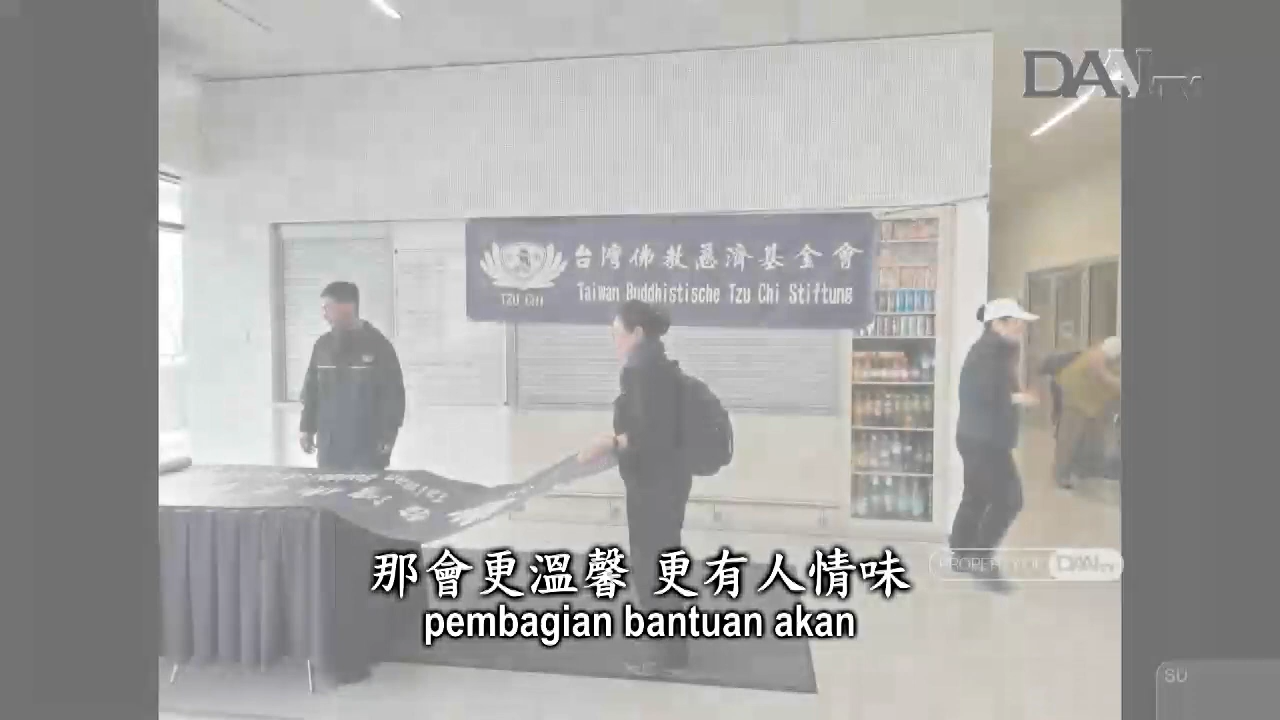 DAAI TV
台灣佛教慈濟基金會
TZU CHI
Taiwan Buddhistische Tzu Chi Stiftung
PROPERTY OF DAAI TV
那會更溫馨 更有人情味
pembagian bantuan akan
SU